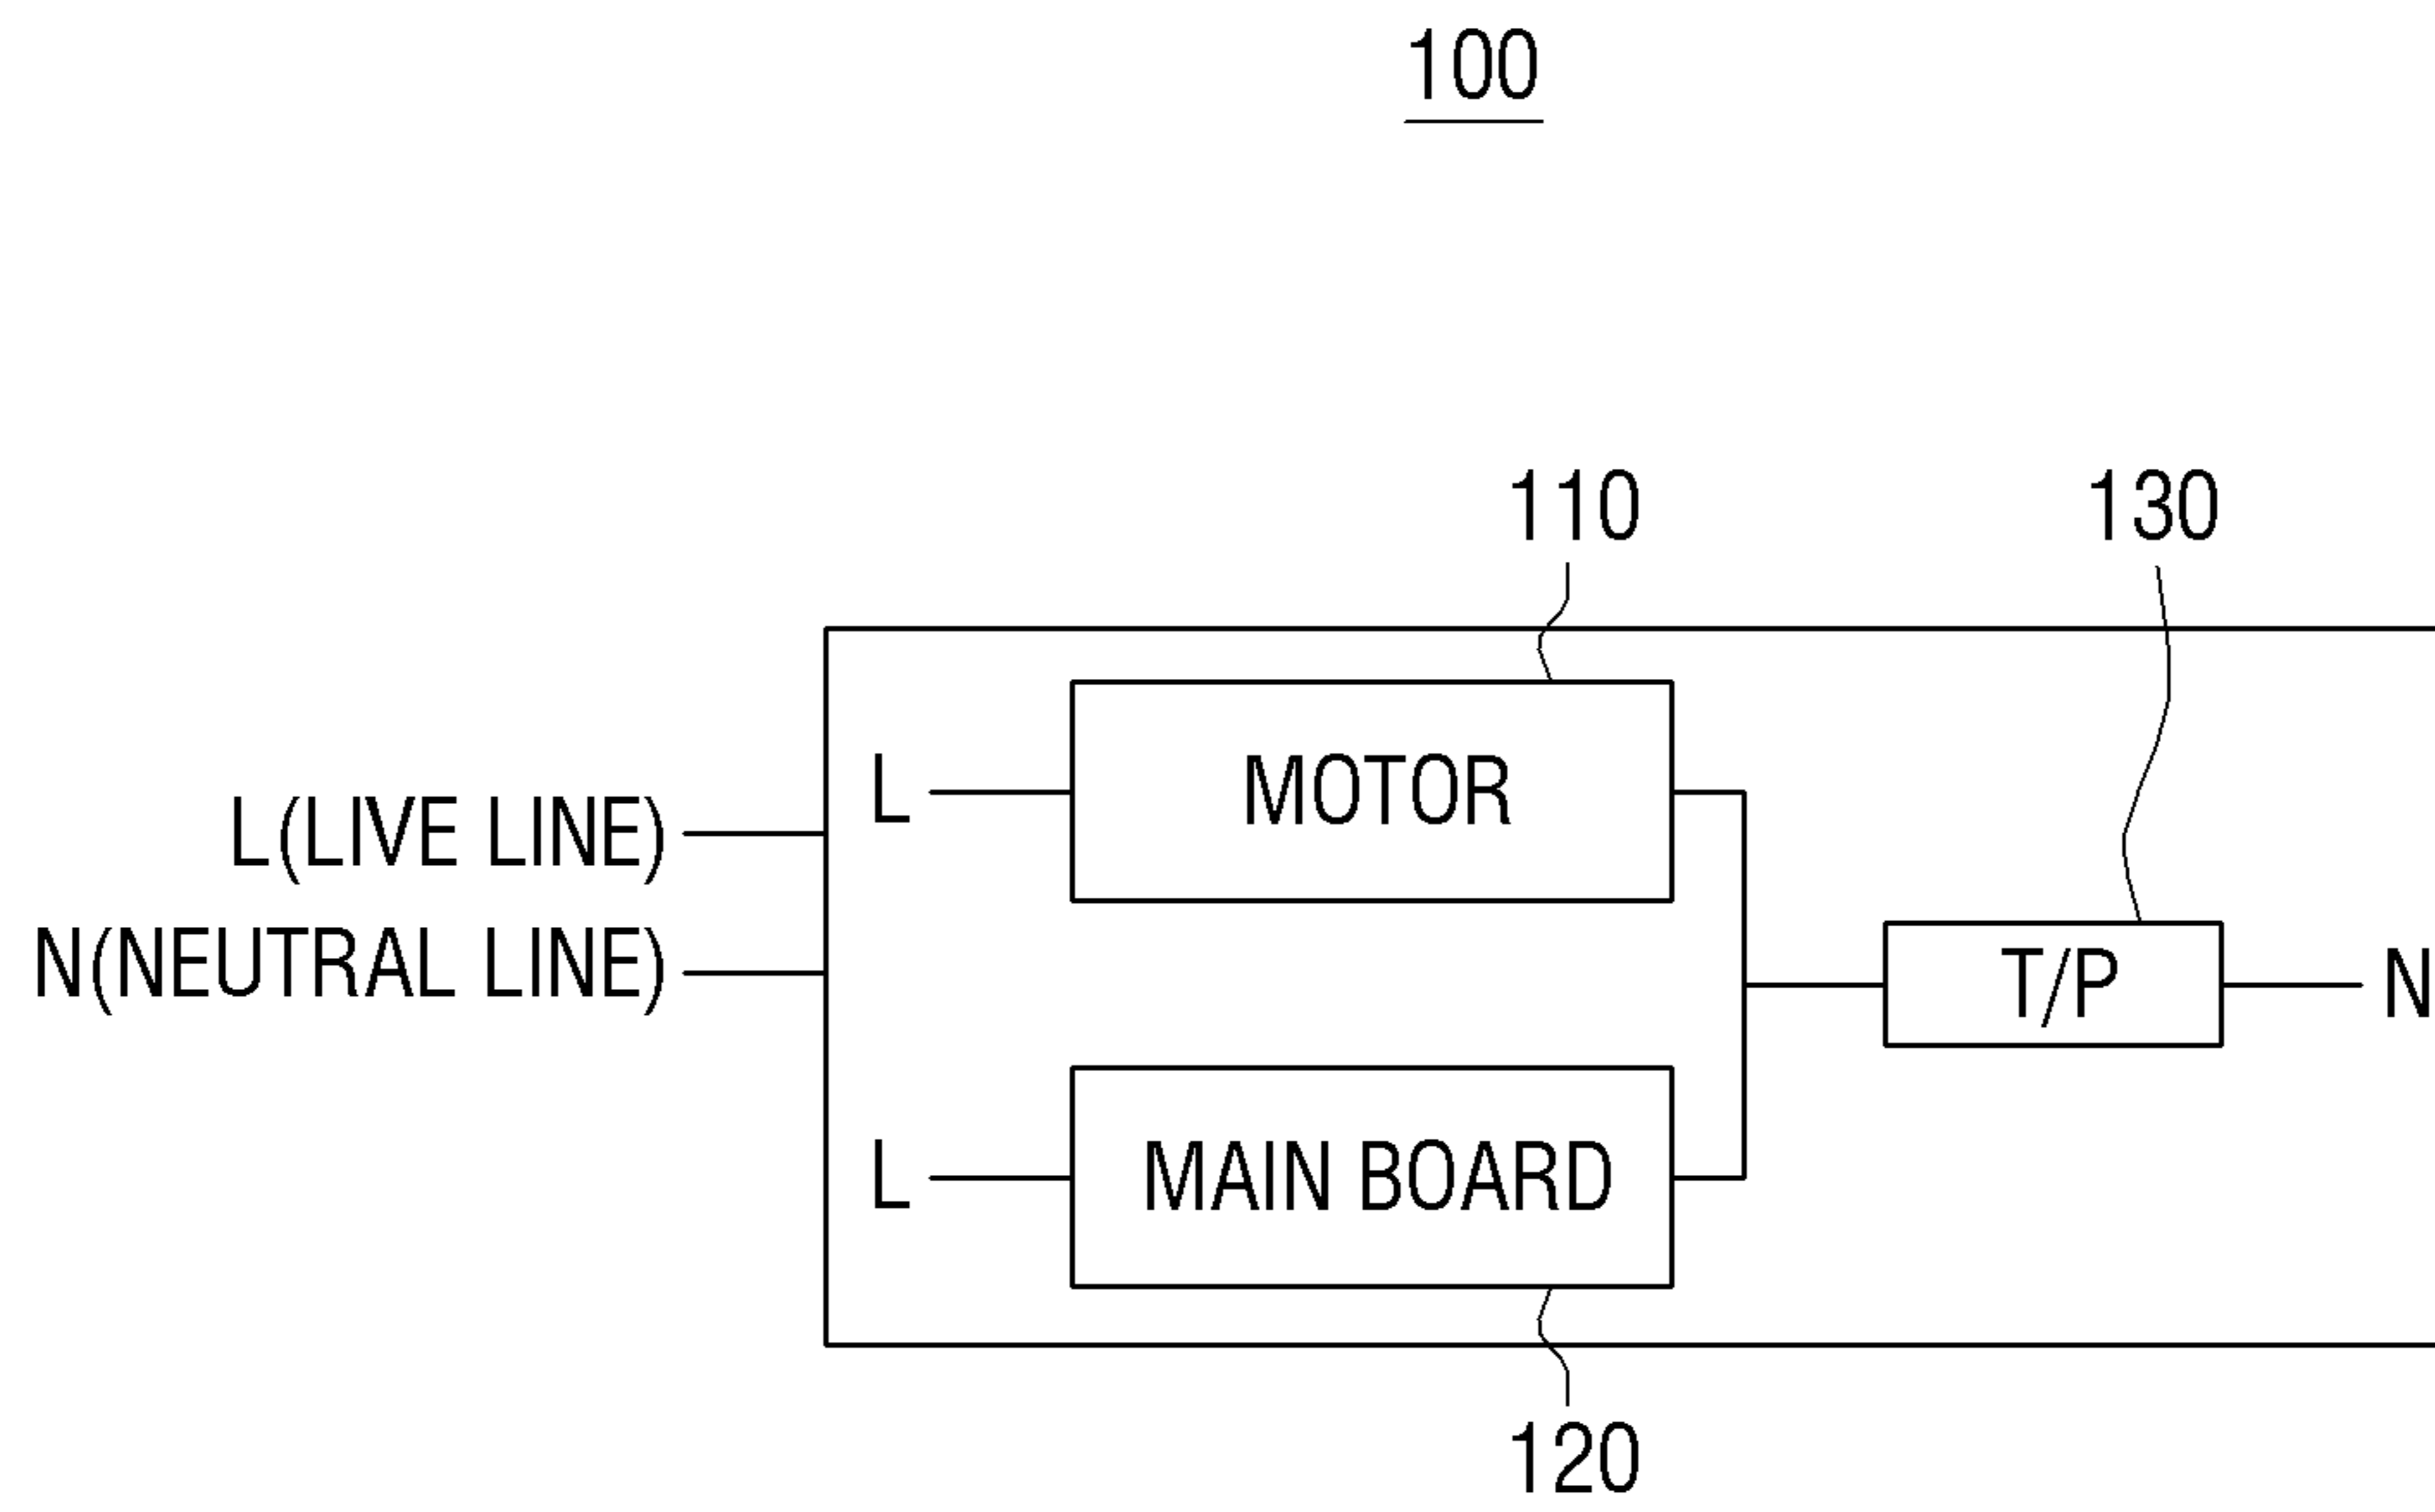 100
110
130
L
MOTOR
L(LIVE LINE)
N(NEUTRAL LINE)
T/P
N
L
MAIN BOARD
120